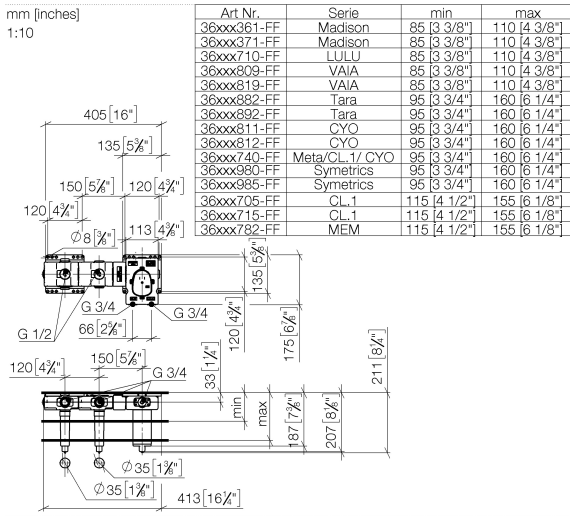 mm [inches]
1:10
Art Nr. Serie min max
36xxx361-FF Madison 85 [3 3/8"] 110 [4 3/8"]
36xxx371-FF Madison 85 [3 3/8"] 110 [4 3/8"]
36xxx710-FF LULU 85 [3 3/8"] 110 [4 3/8"]
36xxx809-FF VAIA 85 [3 3/8"] 110 [4 3/8"]
36xxx819-FF VAIA 85 [3 3/8"] 110 [4 3/8"]
36xxx882-FF Tara 95 [3 3/4"] 160 [6 1/4"]
36xxx892-FF Tara 95 [3 3/4"] 160 [6 1/4"]
36xxx811-FF CYO 95 [3 3/4"] 160 [6 1/4"]
36xxx812-FF CYO 95 [3 3/4"] 160 [6 1/4"]
36xxx740-FF Meta/CL.1/ CYO 95 [3 3/4"] 160 [6 1/4"]
36xxx980-FF Symetrics 95 [3 3/4"] 160 [6 1/4"]
36xxx985-FF Symetrics 95 [3 3/4"] 160 [6 1/4"]
36xxx705-FF CL.1 115 [4 1/2"] 155 [6 1/8"]
36xxx715-FF CL.1 115 [4 1/2"] 155 [6 1/8"]
36xxx782-FF MEM 115 [4 1/2"] 155 [6 1/8"]
405 [16"]
135 [5⅜"]
150 [5⅞"] 120 [4¾"]
120 [4¾"]
Ø8 [⅜"] 113 [4⅜"]
135 [5⅜"]
120 [4¾"]
175 [6⅞"]
G 3/4 G 3/4
G 1/2
66 [2⅝"]
211 [8¼"]
150 [5⅞"]
120 [4¾"] G 3/4
33 [1¼"]
min
max
187 [7⅜"]
207 [8⅛"]
Ø35 [1⅜"]
Ø35 [1⅜"]
413 [16¼"]